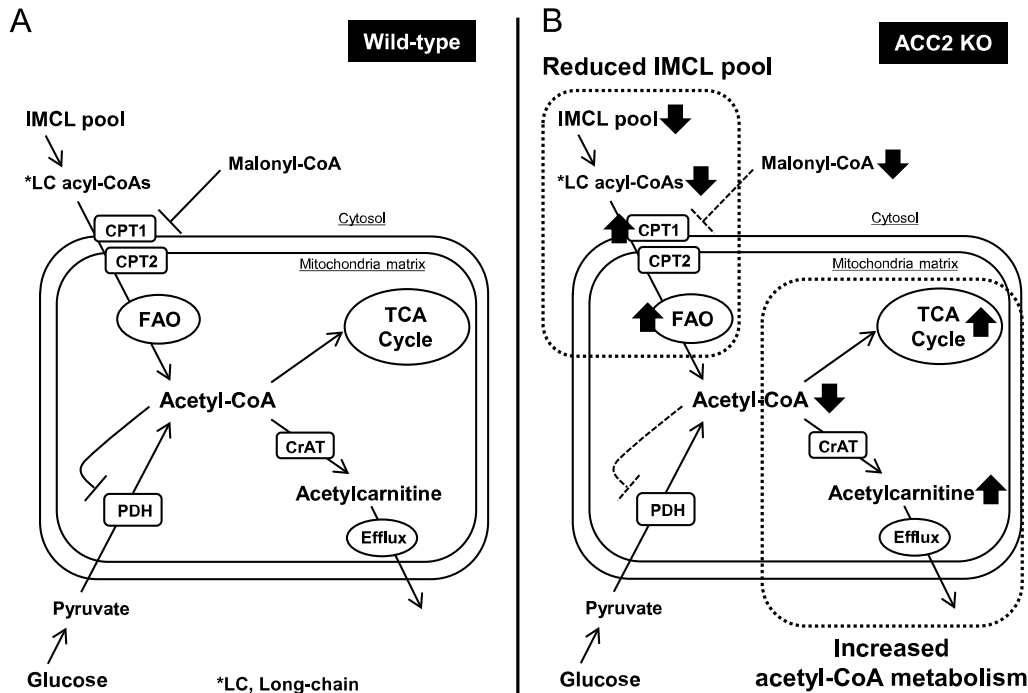 A
Wild-type
IMCL pool
*LC acyl-CoAs
Malonyl-CoA
CPT1
Cytosol
CPT2
Mitochondria matrix
FAO
TCA
Cycle
Acetyl-CoA
CrAT
Acetylcarnitine
PDH
Efflux
Pyruvate
Glucose
*LC, Long-chain
B
ACC2 KO
Reduced IMCL pool
IMCL pool
*LC acyl-CoAs
Malonyl-CoA
CPT1
Cytosol
CPT2
Mitochondria matrix
FAO
TCA
Cycle
Acetyl-CoA
CrAT
Acetylcarnitine
PDH
Efflux
Pyruvate
Glucose
Increased
acetyl-CoA metabolism